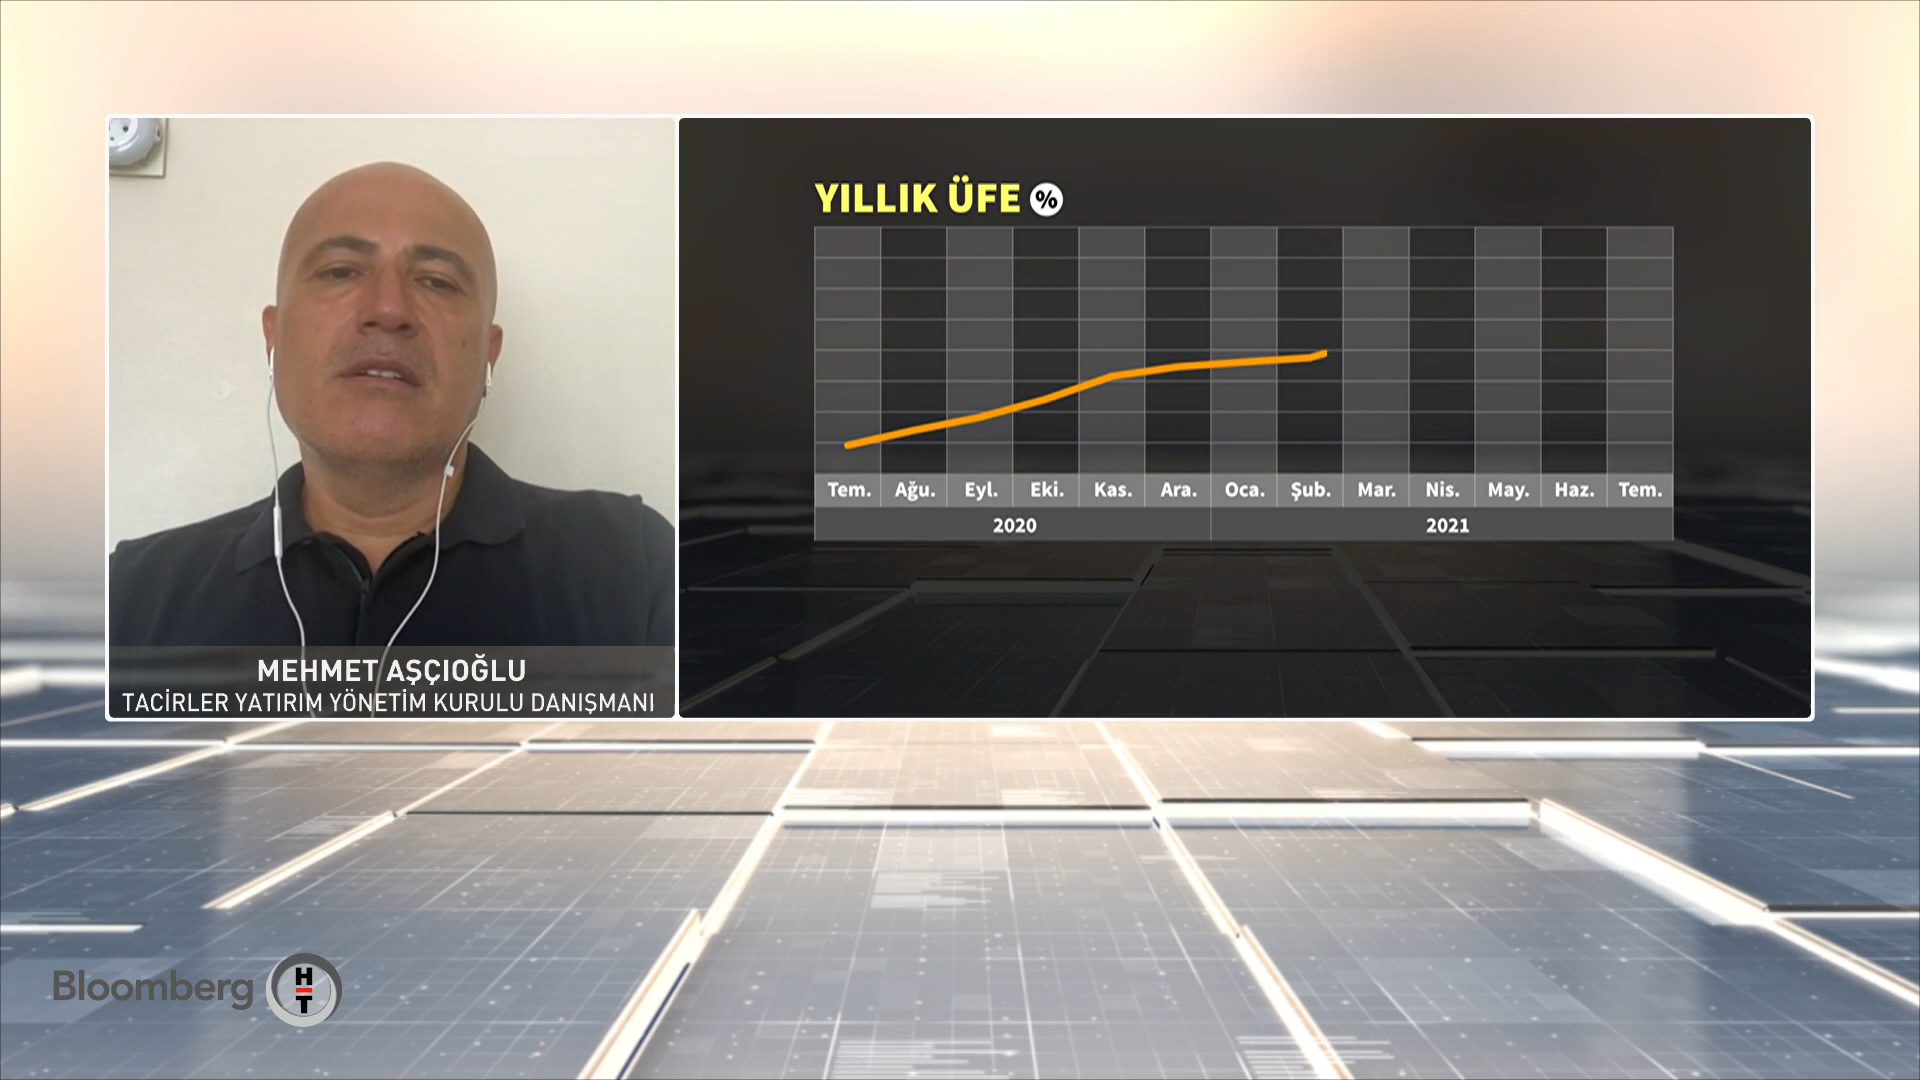 YILLIK ÜFE %
Tem. Ağu. Eyl. Eki. Kas. Ara. Oca. Şub. Mar. Nis. May. Haz. Tem.
2020 2021
MEHMET AŞÇIOĞLU
TACİRLER YATIRIM YÖNETİM KURULU DANIŞMANI
Bloomberg HT